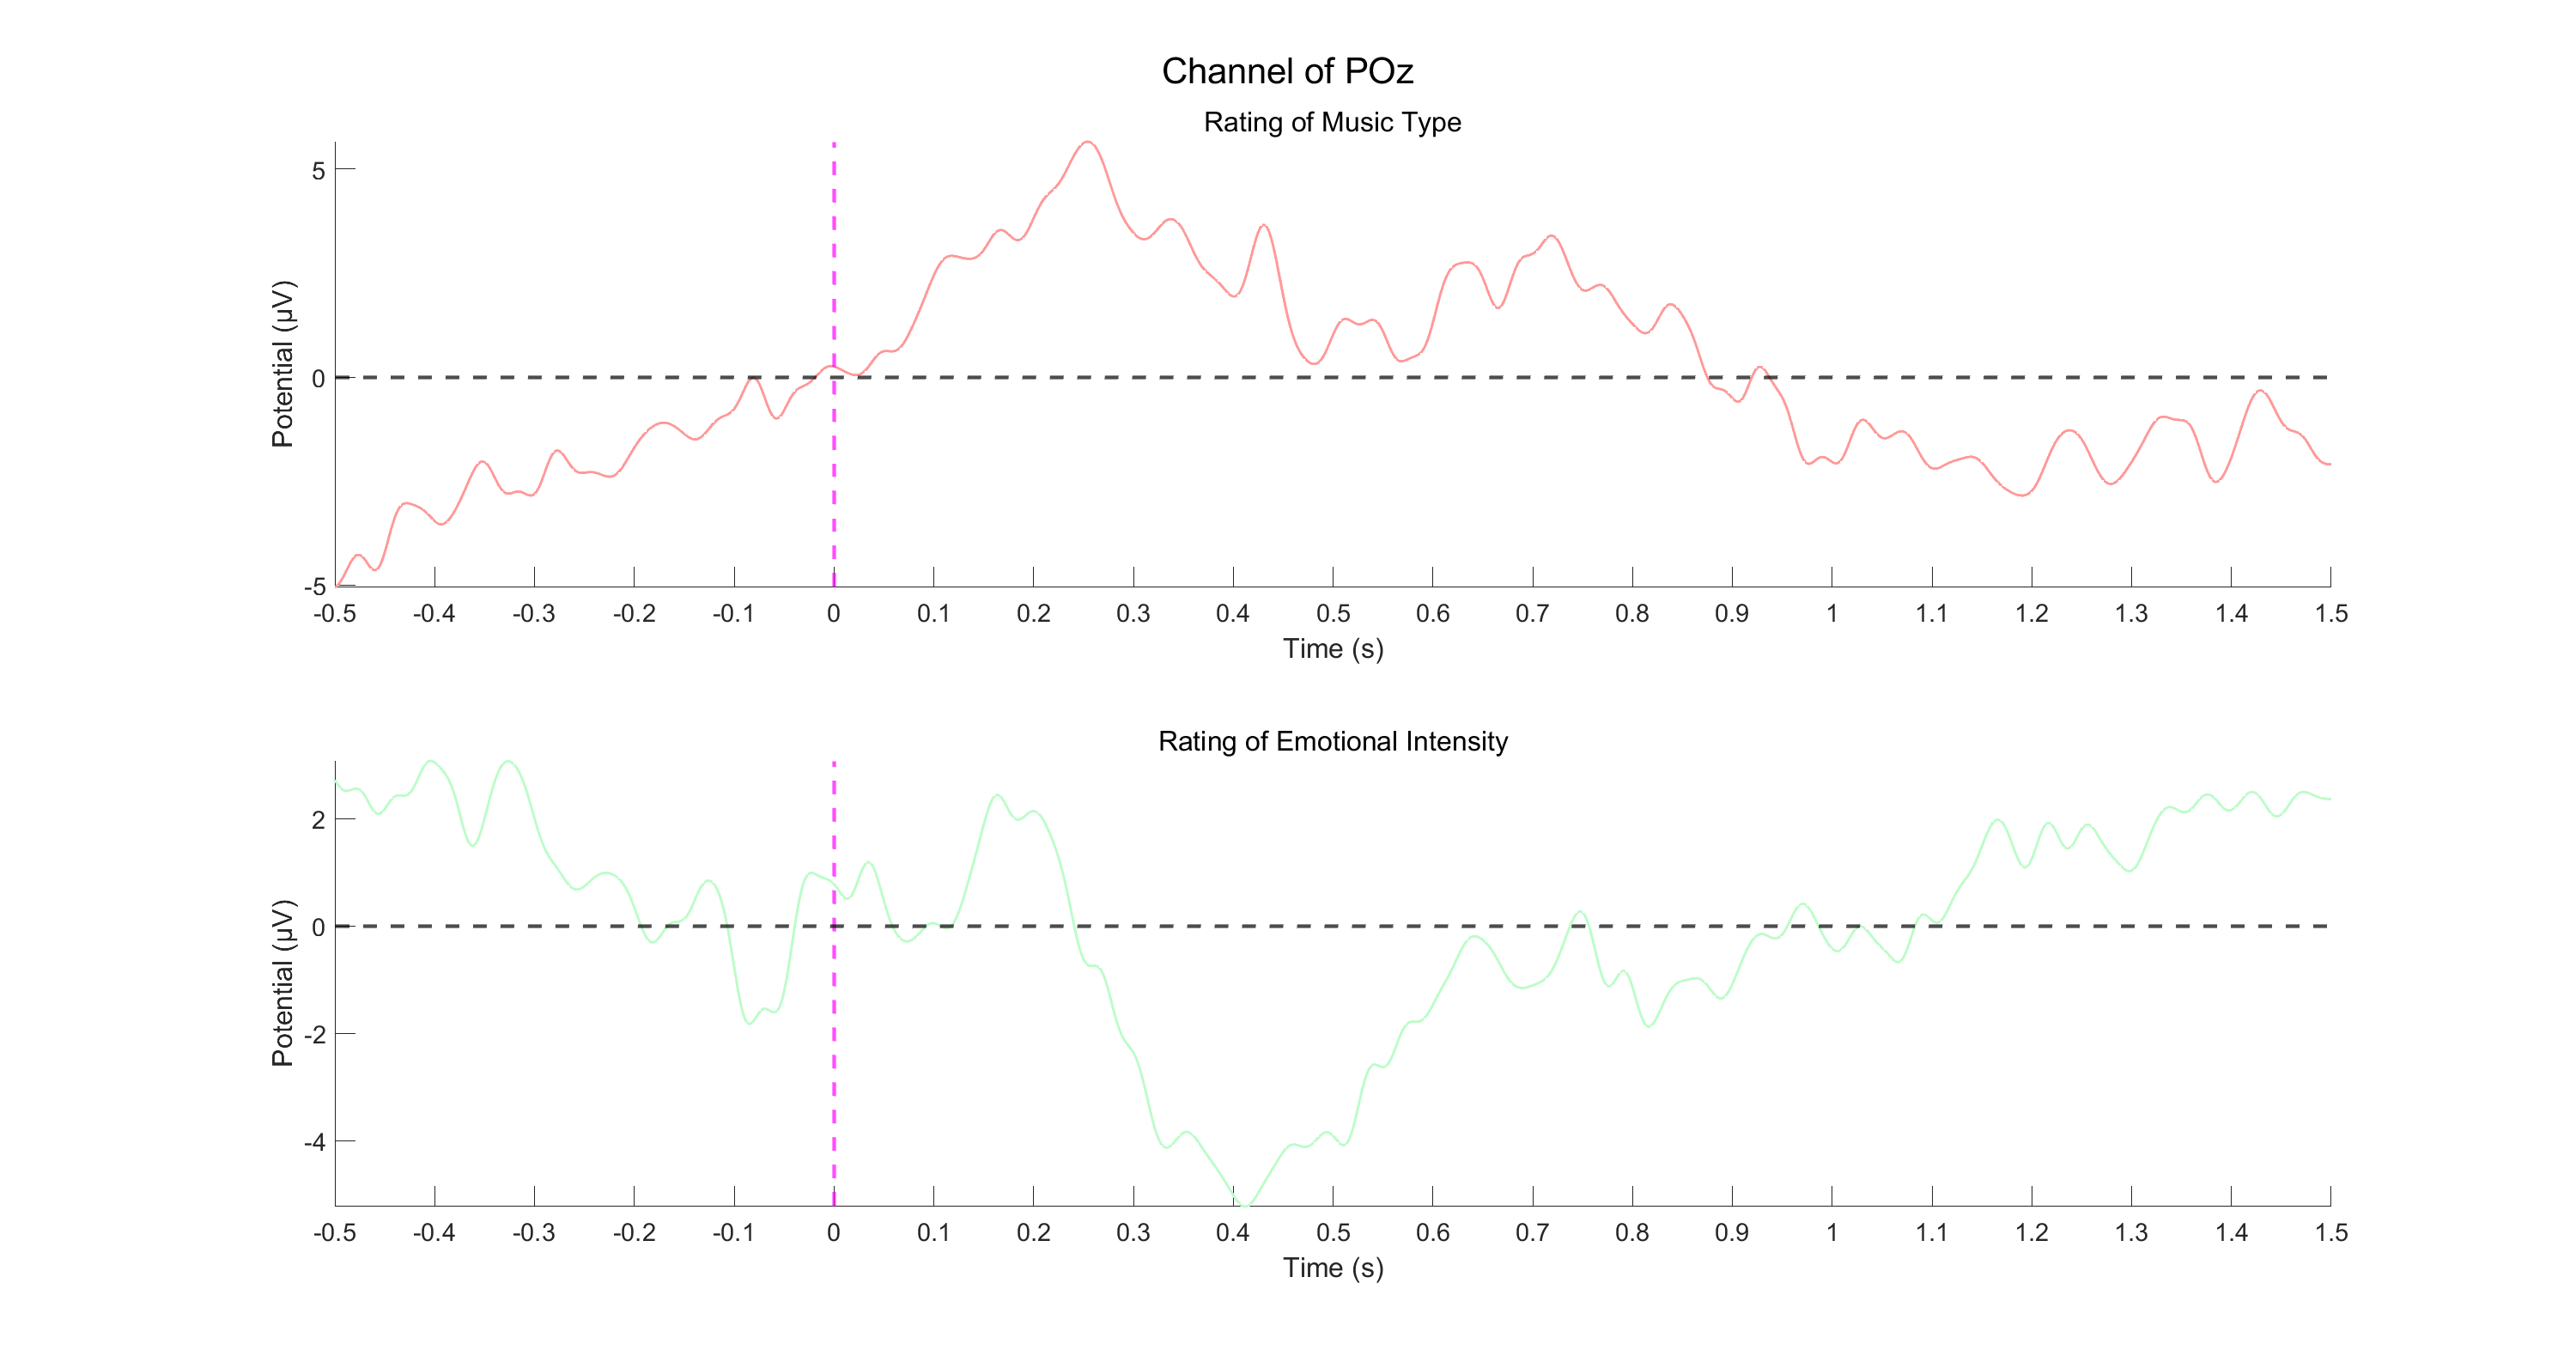 Channel of POz
Rating of Music Type
Potential (µV)
5
0
-5
-0.5 -0.4 -0.3 -0.2 -0.1 0 0.1 0.2 0.3 0.4 0.5 0.6 0.7 0.8 0.9 1 1.1 1.2 1.3 1.4 1.5
Time (s)
Rating of Emotional Intensity
Potential (µV)
2
0
-2
-4
-0.5 -0.4 -0.3 -0.2 -0.1 0 0.1 0.2 0.3 0.4 0.5 0.6 0.7 0.8 0.9 1 1.1 1.2 1.3 1.4 1.5
Time (s)